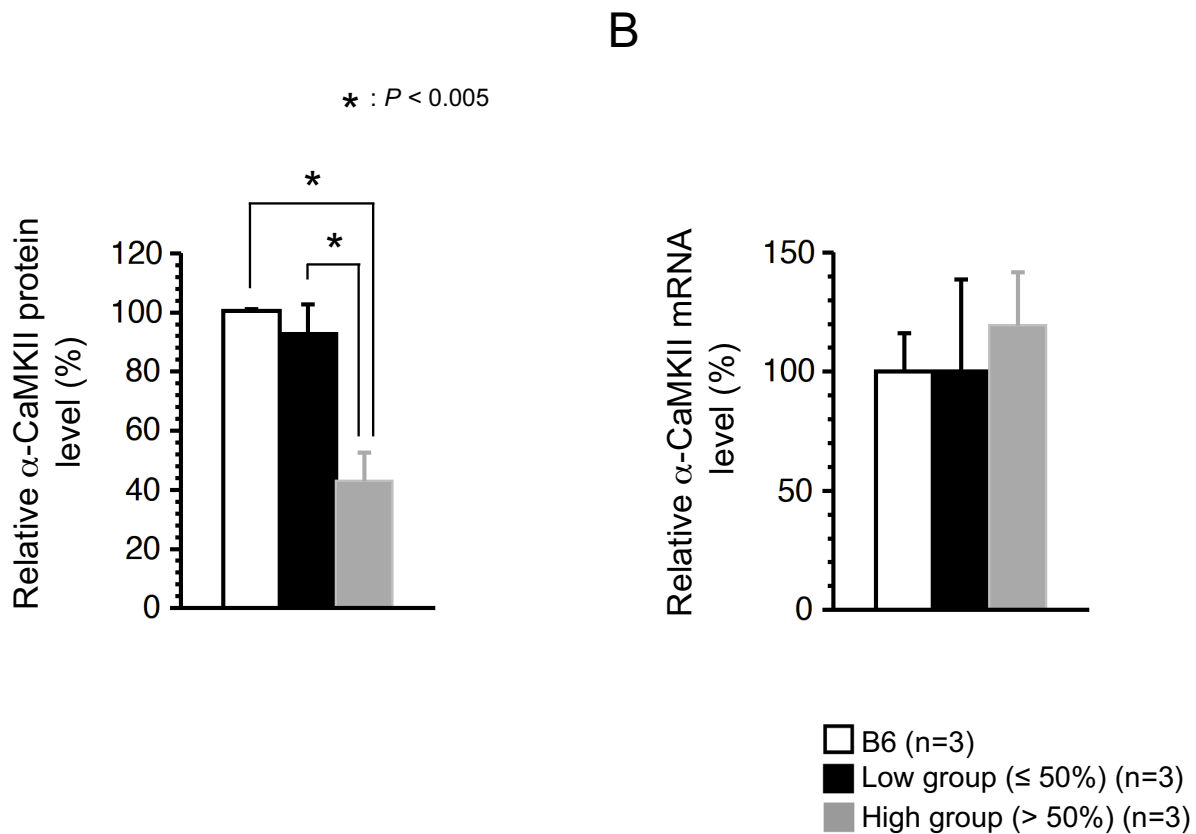 B
* : P < 0.005
*
*
Relative α-CaMKII protein
level (%)
120
100
80
60
40
20
0
Relative α-CaMKII mRNA
level (%)
150
100
50
0
B6 (n=3)
Low group (≤ 50%) (n=3)
High group (> 50%) (n=3)